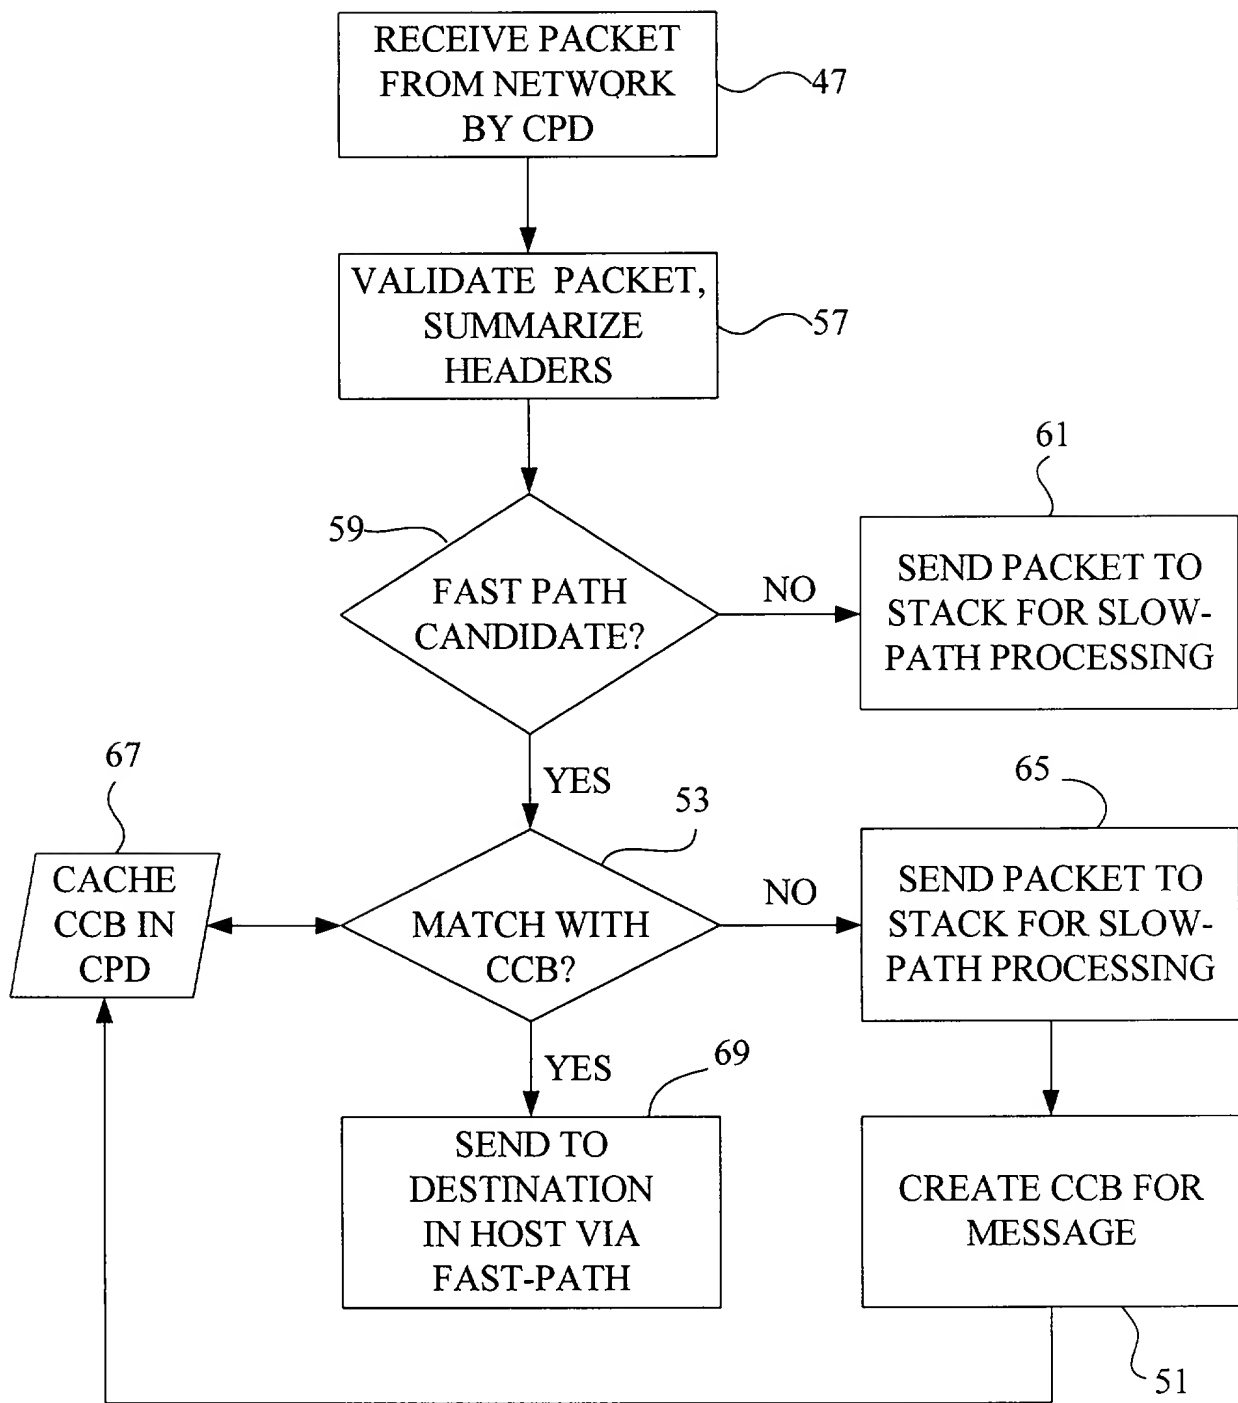 RECEIVE PACKET
FROM NETWORK
BY CPD
47
VALIDATE PACKET,
SUMMARIZE
HEADERS
57
59
FAST PATH
CANDIDATE?
NO
61
SEND PACKET TO
STACK FOR SLOW-
PATH PROCESSING
YES
67
CACHE
CCB IN
CPD
53
MATCH WITH
CCB?
NO
65
SEND PACKET TO
STACK FOR SLOW-
PATH PROCESSING
YES
69
SEND TO
DESTINATION
IN HOST VIA
FAST-PATH
CREATE CCB FOR
MESSAGE
51